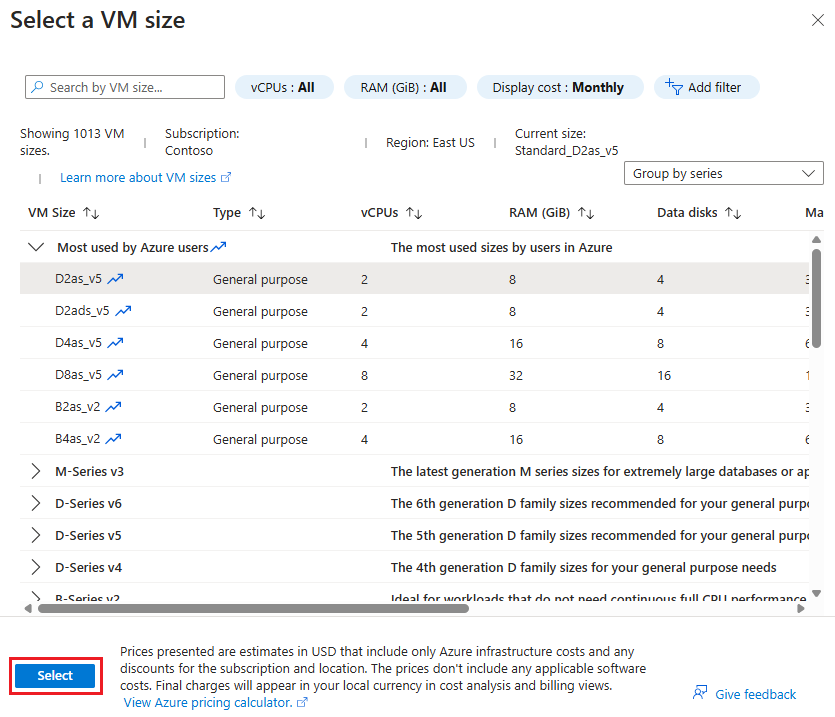 Select a VM size
Search by VM size...
vCPUs : All
RAM (GiB) : All
Display cost : Monthly
Add filter
Showing 1013 VM
sizes.
Subscription:
Contoso
Region: East US
Current size:
Standard_D2as_v5
Learn more about VM sizes
Group by series
VM Size Type vCPUs RAM (GiB) Data disks
Most used by Azure users The most used sizes by users in Azure
D2as_v5 General purpose 2 8 4
D2ads_v5 General purpose 2 8 4
D4as_v5 General purpose 4 16 8
D8as_v5 General purpose 8 32 16
B2as_v2 General purpose 2 8 4
B4as_v2 General purpose 4 16 8
M-Series v3 The latest generation M series sizes for extremely large databases or
D-Series v6 The 6th generation D family sizes recommended for your general
D-Series v5 The 5th generation D family sizes recommended for your general
D-Series v4 The 4th generation D family sizes for your general purpose needs
B-Series v2 Ideal for workloads that do not need continuous full CPU performance
Select
Prices presented are estimates in USD that include only Azure infrastructure costs and any
discounts for the subscription and location. The prices don't include any applicable software
costs. Final charges will appear in your local currency in cost analysis and billing views.
View Azure pricing calculator.
Give feedback